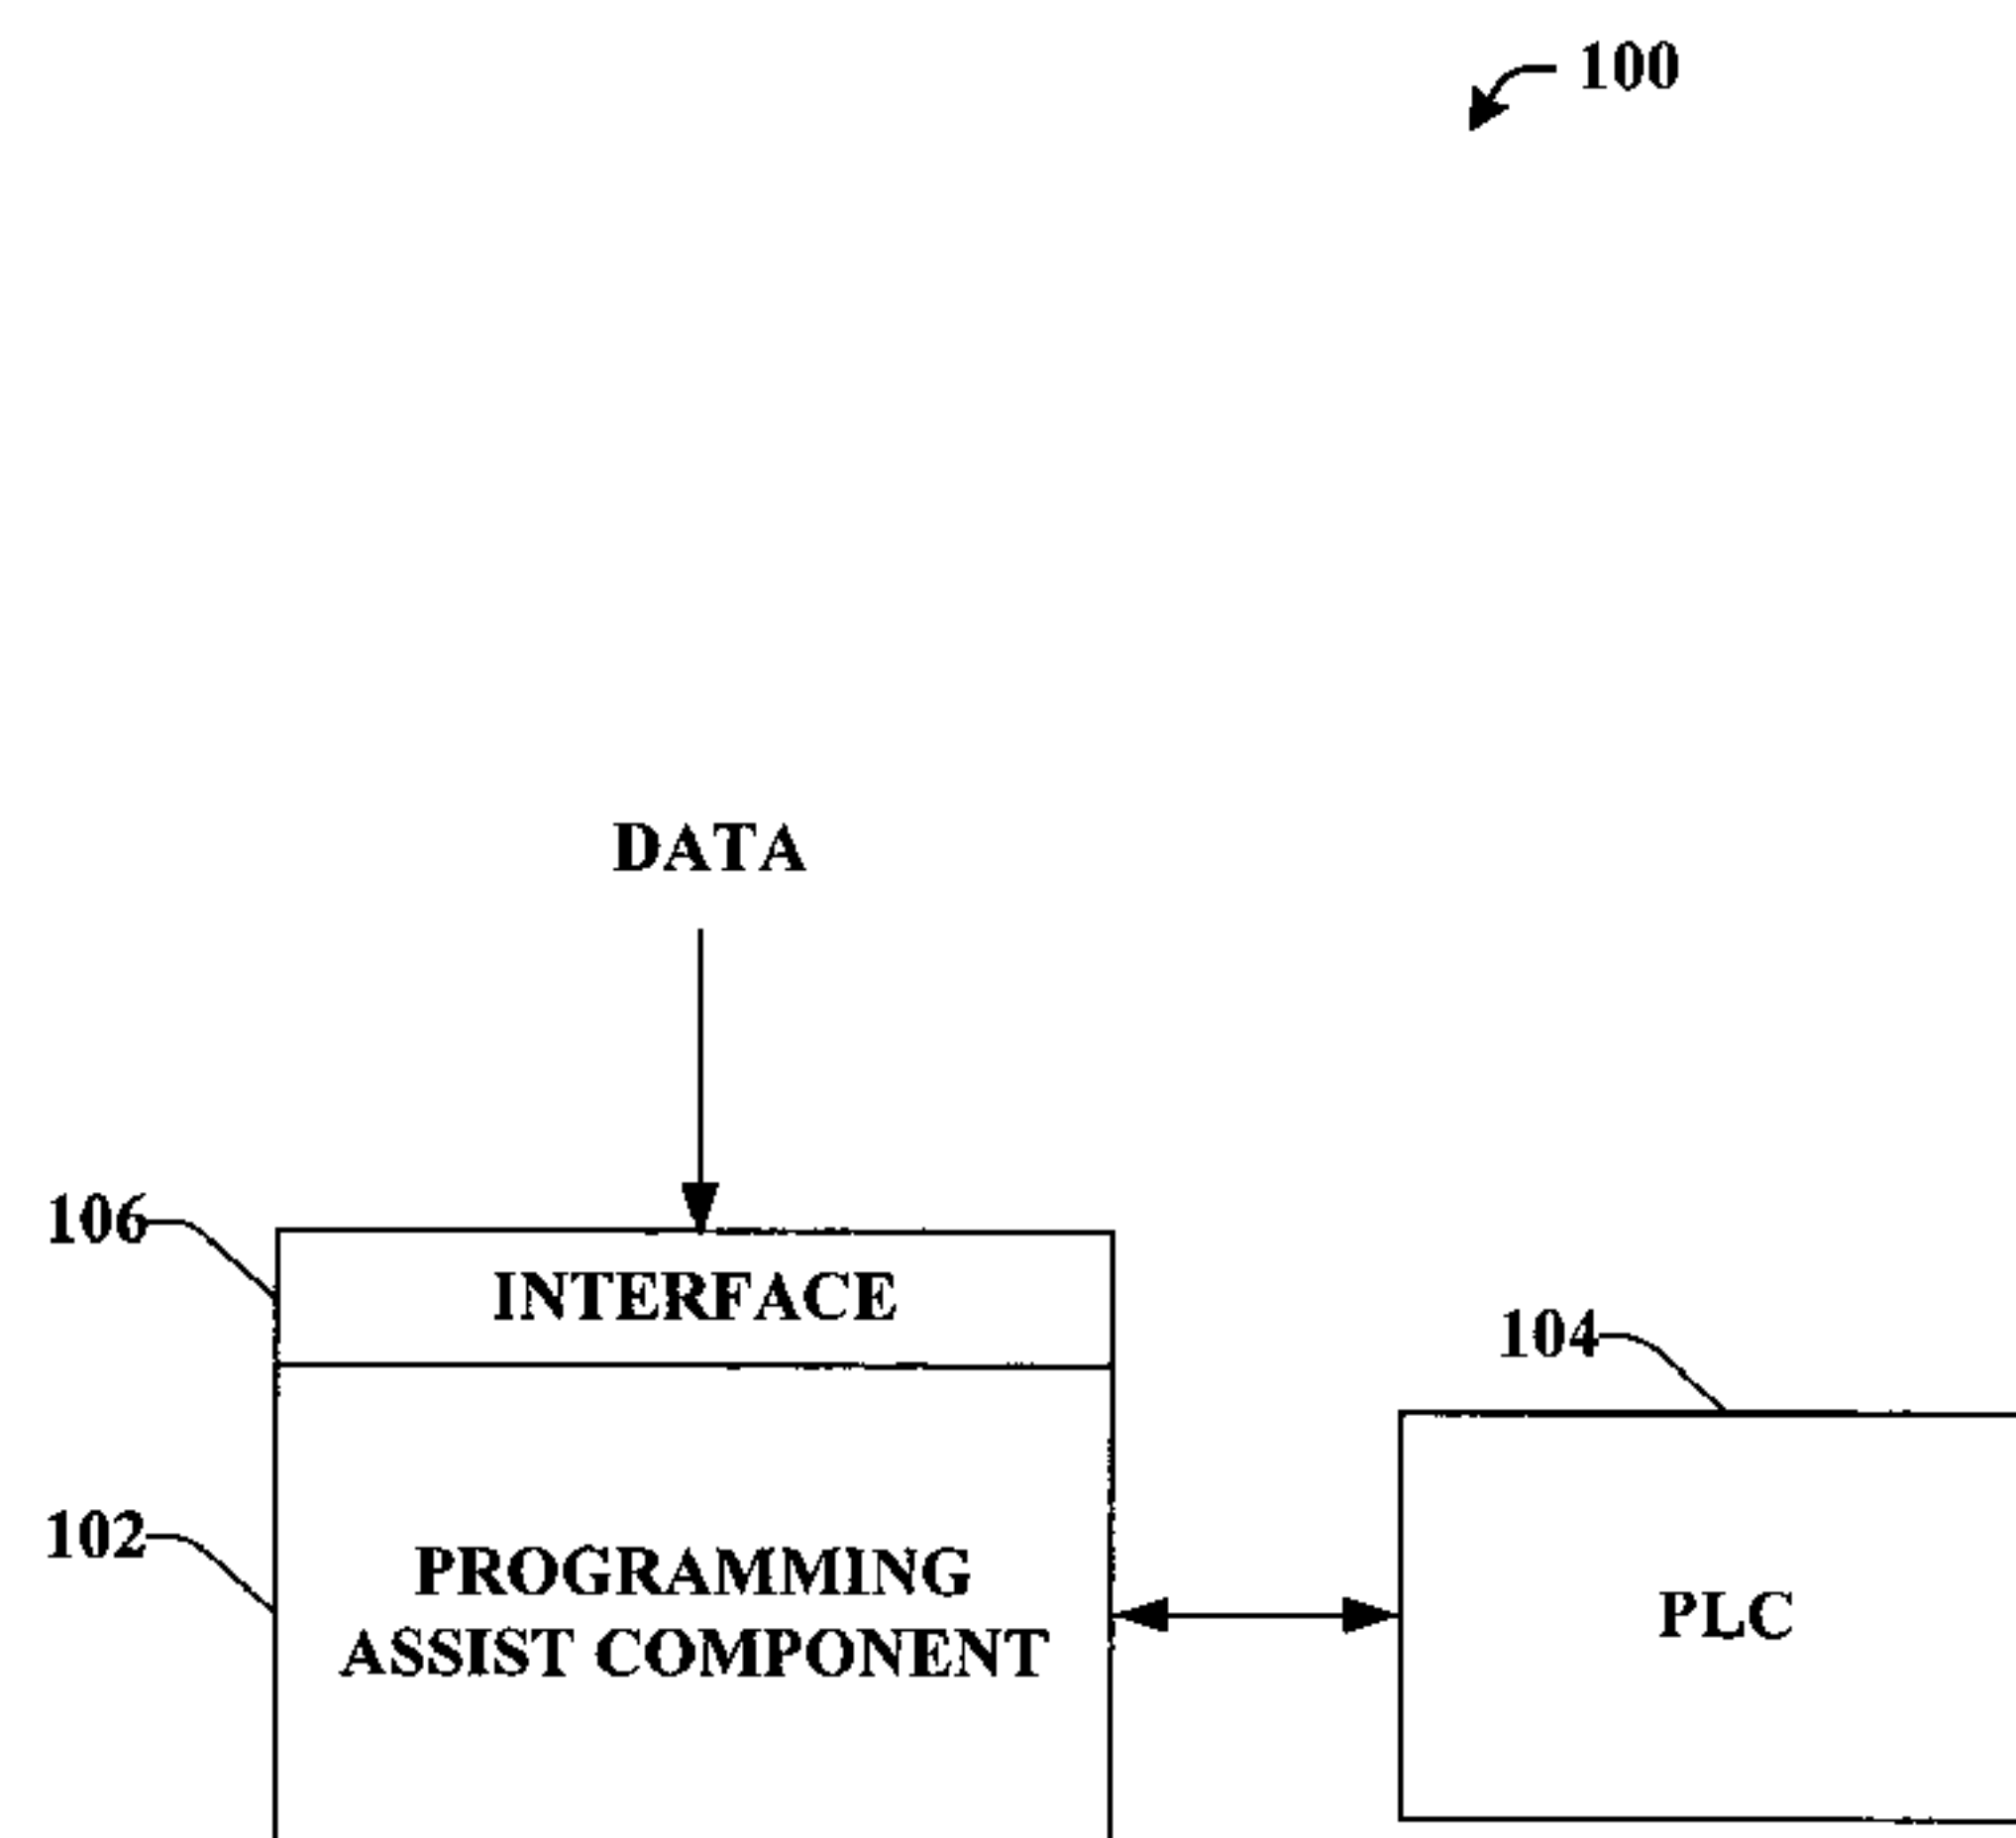 100
DATA
106
INTERFACE
104
102
PROGRAMMING
ASSIST COMPONENT
PLC